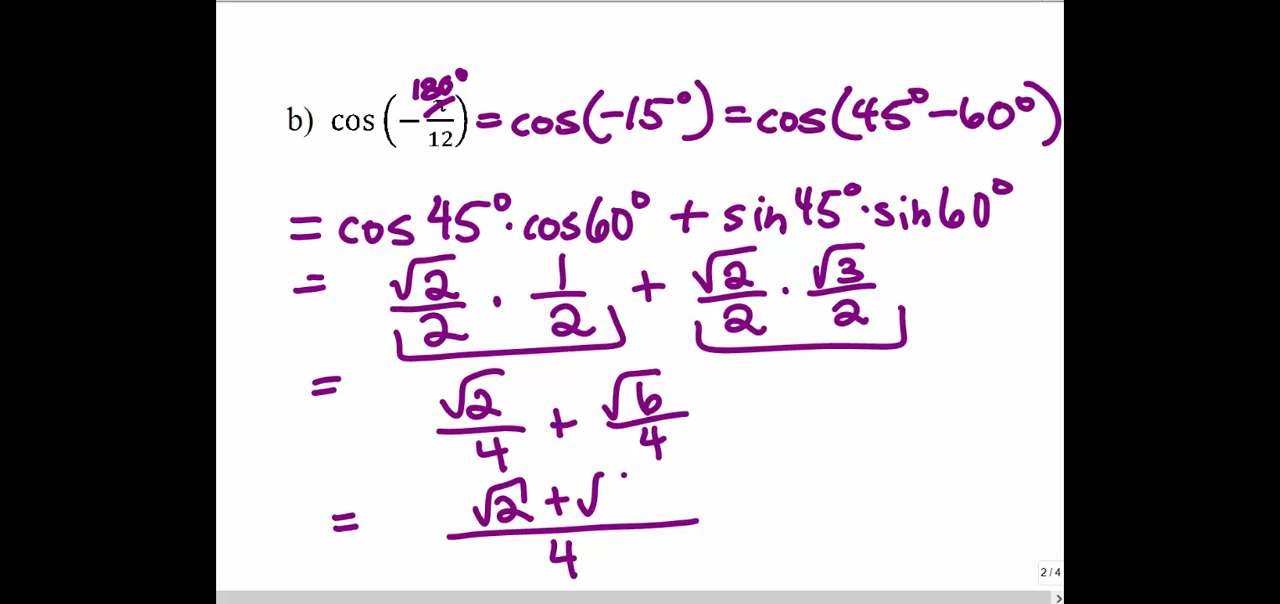 b) cos (-180°/12) = cos(-15°) = cos(45° - 60°)
= cos 45° · cos 60° + sin 45° · sin 60°
= √2/2 · 1/2 + √2/2 · √3/2
= √2/4 + √6/4
= (√2 + √)/4
2 / 4